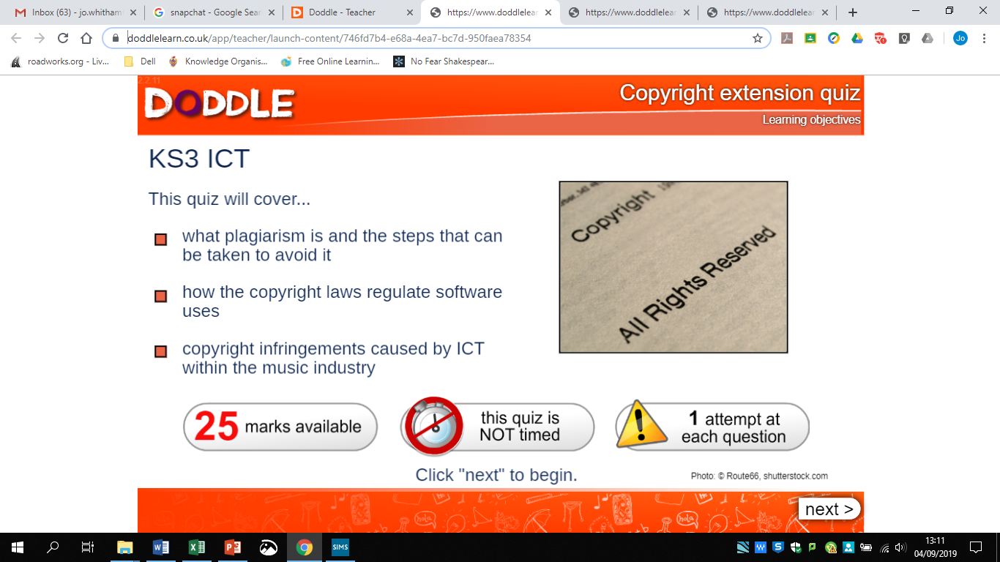 Inbox (63) - jo.whitham
snapchat - Google Sear
Doddle - Teacher
https://www.doddlelear
https://www.doddlelear
https://www.doddlelear
doddlelearn.co.uk/app/teacher/launch-content/746fd7b4-e68a-4ea7-bc7d-950faea78354
Jo
roadworks.org - Liv...
Dell
Knowledge Organis...
Free Online Learnin...
No Fear Shakespear...
2.2.11
DODDLE
Copyright extension quiz
Learning objectives
KS3 ICT
This quiz will cover...
what plagiarism is and the steps that can
be taken to avoid it
how the copyright laws regulate software
uses
copyright infringements caused by ICT
within the music industry
Copyright
All Rights Reserved
25 marks available
this quiz is
NOT timed
1 attempt at
each question
Click "next" to begin.
Photo: © Route66, shutterstock.com
hola
hola
next >
SIMS
13:11
04/09/2019